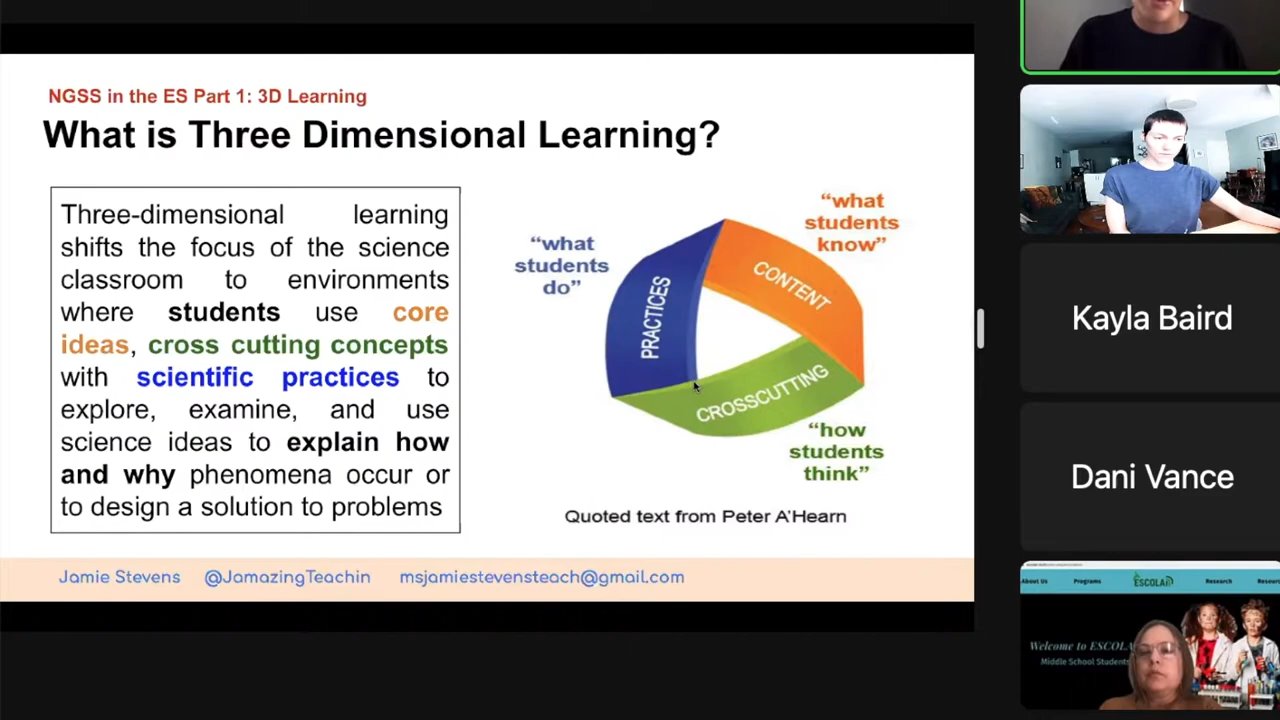 NGSS in the ES Part 1: 3D Learning
What is Three Dimensional Learning?
Three-dimensional learning
shifts the focus of the science
classroom to environments
where students use core
ideas, cross cutting concepts
with scientific practices to
explore, examine, and use
science ideas to explain how
and why phenomena occur or
to design a solution to problems
“what
students
do”
PRACTICES
CONTENT
CROSSCUTTING
“what
students
know”
“how
students
think”
Quoted text from Peter A’Hearn
Jamie Stevens @JamazingTeachin msjamiestevensteach@gmail.com
Kayla Baird
Dani Vance
About Us Programs ESCOLAR Research
Welcome to ESCOLA
Middle School Students